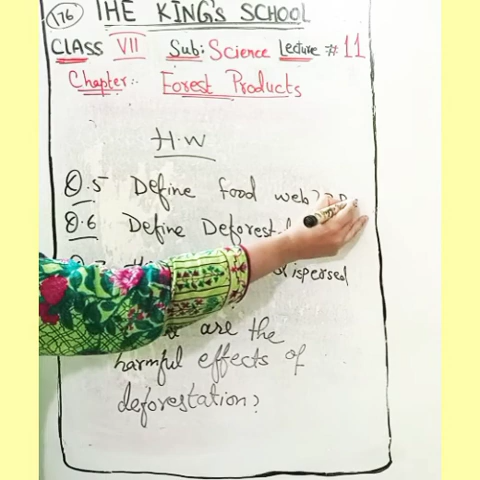 176 THE KING'S SCHOOL
CLASS VII Sub: Science Lecture # 11
Chapter:- Forest Products
H.W
Q.5 Define food web???
Q.6 Define
dispersed
are the
harmful effects of
deforestation?